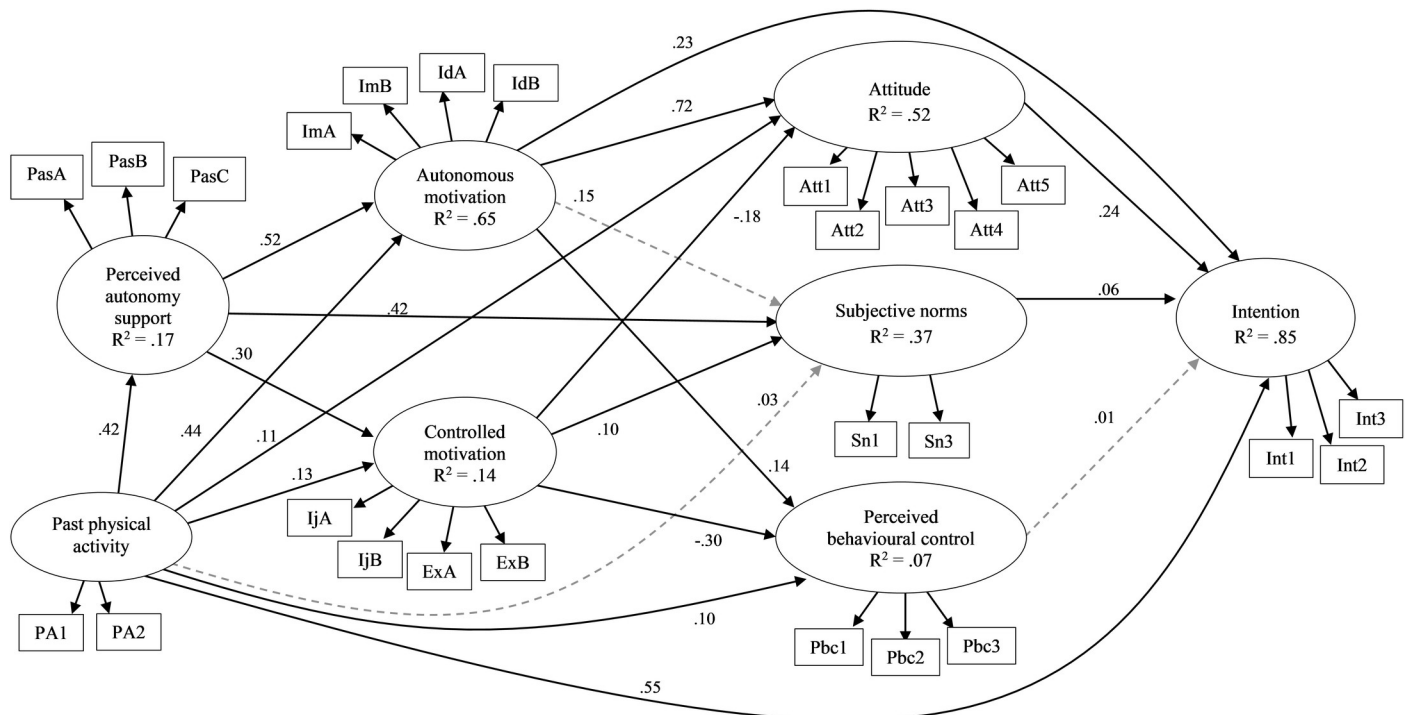 .23
ImB
IdA
IdB
ImA
.72
Attitude
R² = .52
PasA
PasB
PasC
Autonomous
motivation
R² = .65
.15
Att1
Att2
Att3
Att4
Att5
-.18
.24
.52
Perceived
autonomy
support
R² = .17
.42
Subjective norms
R² = .37
.06
Intention
R² = .85
.30
.42
.44
.11
.03
.10
Sn1
Sn3
.01
Int1
Int2
Int3
Controlled
motivation
R² = .14
.13
.14
IjA
IjB
ExA
ExB
Past physical
activity
-.30
Perceived
behavioural control
R² = .07
PA1
PA2
.10
Pbc1
Pbc2
Pbc3
.55